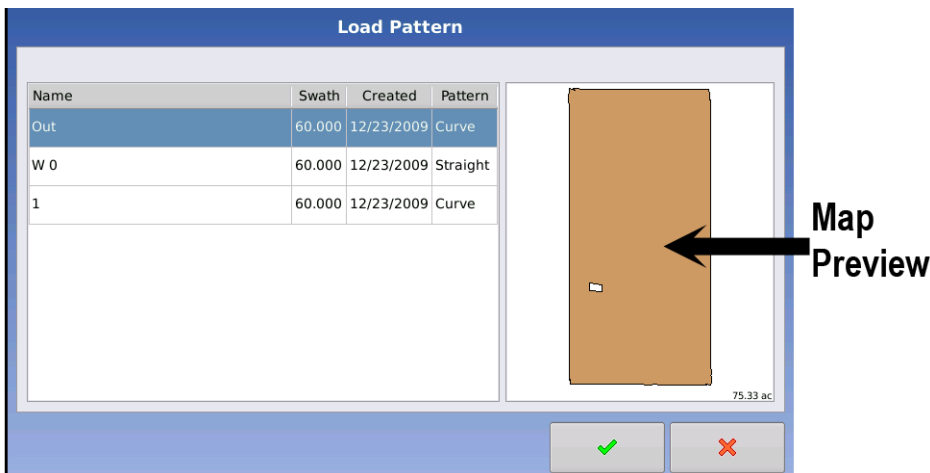 Load Pattern
Name Swath Created Pattern
Out 60.000 12/23/2009 Curve
W 0 60.000 12/23/2009 Straight
1 60.000 12/23/2009 Curve
Map
Preview
75.33 ac